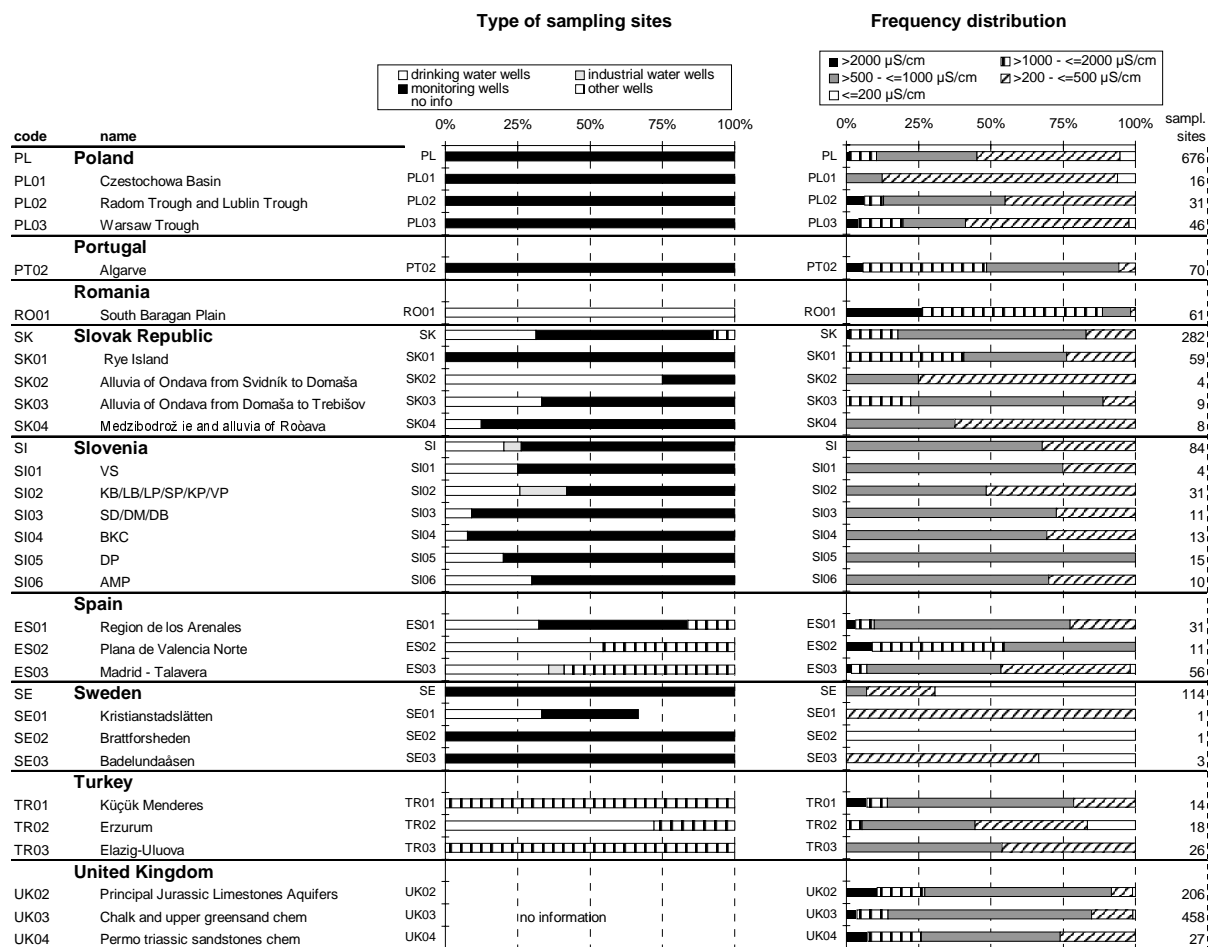 Type of sampling sites Frequency distribution
drinking water wells industrial water wells
monitoring wells other wells
no info
>2000 µS/cm >1000 - <=2000 µS/cm
>500 - <=1000 µS/cm >200 - <=500 µS/cm
<=200 µS/cm
code name 0% 25% 50% 75% 100% 0% 25% 50% 75% 100% sampl. sites
PL Poland PL PL 676
PL01 Czestochowa Basin PL01 PL01 16
PL02 Radom Trough and Lublin Trough PL02 PL02 31
PL03 Warsaw Trough PL03 PL03 46
Portugal
PT02 Algarve PT02 PT02 70
Romania
RO01 South Baragan Plain RO01 RO01 61
SK Slovak Republic SK SK 282
SK01 Rye Island SK01 SK01 59
SK02 Alluvia of Ondava from Svidník to Domaša SK02 SK02 4
SK03 Alluvia of Ondava from Domaša to Trebišov SK03 SK03 9
SK04 Medzibodrož ie and alluvia of Roòava SK04 SK04 8
SI Slovenia SI SI 84
SI01 VS SI01 SI01 4
SI02 KB/LB/LP/SP/KP/VP SI02 SI02 31
SI03 SD/DM/DB SI03 SI03 11
SI04 BKC SI04 SI04 13
SI05 DP SI05 SI05 15
SI06 AMP SI06 SI06 10
Spain
ES01 Region de los Arenales ES01 ES01 31
ES02 Plana de Valencia Norte ES02 ES02 11
ES03 Madrid - Talavera ES03 ES03 56
SE Sweden SE SE 114
SE01 Kristianstadslätten SE01 SE01 1
SE02 Brattforsheden SE02 SE02 1
SE03 Badelundaåsen SE03 SE03 3
Turkey
TR01 Küçük Menderes TR01 TR01 14
TR02 Erzurum TR02 TR02 18
TR03 Elazig-Uluova TR03 TR03 26
United Kingdom
UK02 Principal Jurassic Limestones Aquifers UK02 UK02 206
UK03 Chalk and upper greensand chem UK03 no information UK03 458
UK04 Permo triassic sandstones chem UK04 UK04 27